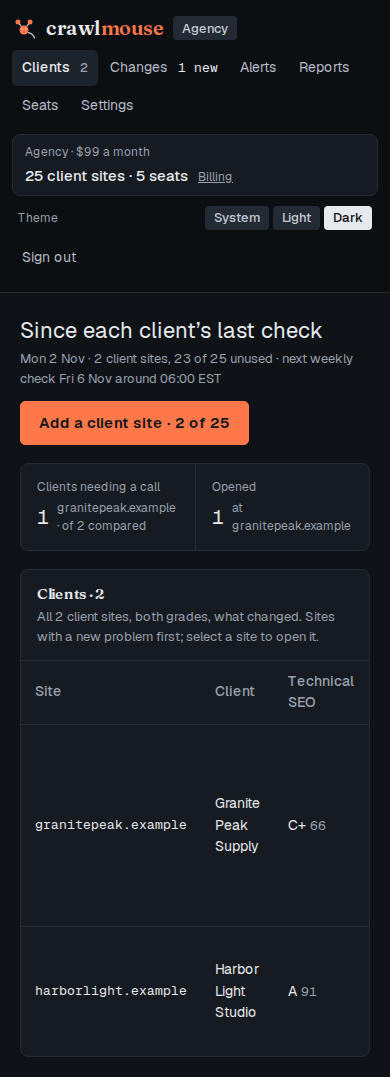 crawlmouse Agency
Clients 2 Changes 1 new Alerts Reports
Seats Settings
Agency · $99 a month
25 client sites · 5 seats Billing
Theme System Light Dark
Sign out
Since each client’s last check
Mon 2 Nov · 2 client sites, 23 of 25 unused · next weekly
check Fri 6 Nov around 06:00 EST
Add a client site · 2 of 25
Clients needing a call
1 granitepeak.example
· of 2 compared
Opened
1 at
granitepeak.example
Clients · 2
All 2 client sites, both grades, what changed. Sites
with a new problem first; select a site to open it.
Site Client Technical
SEO
granitepeak.example Granite
Peak
Supply
C+ 66
harborlight.example Harbor
Light
Studio
A 91